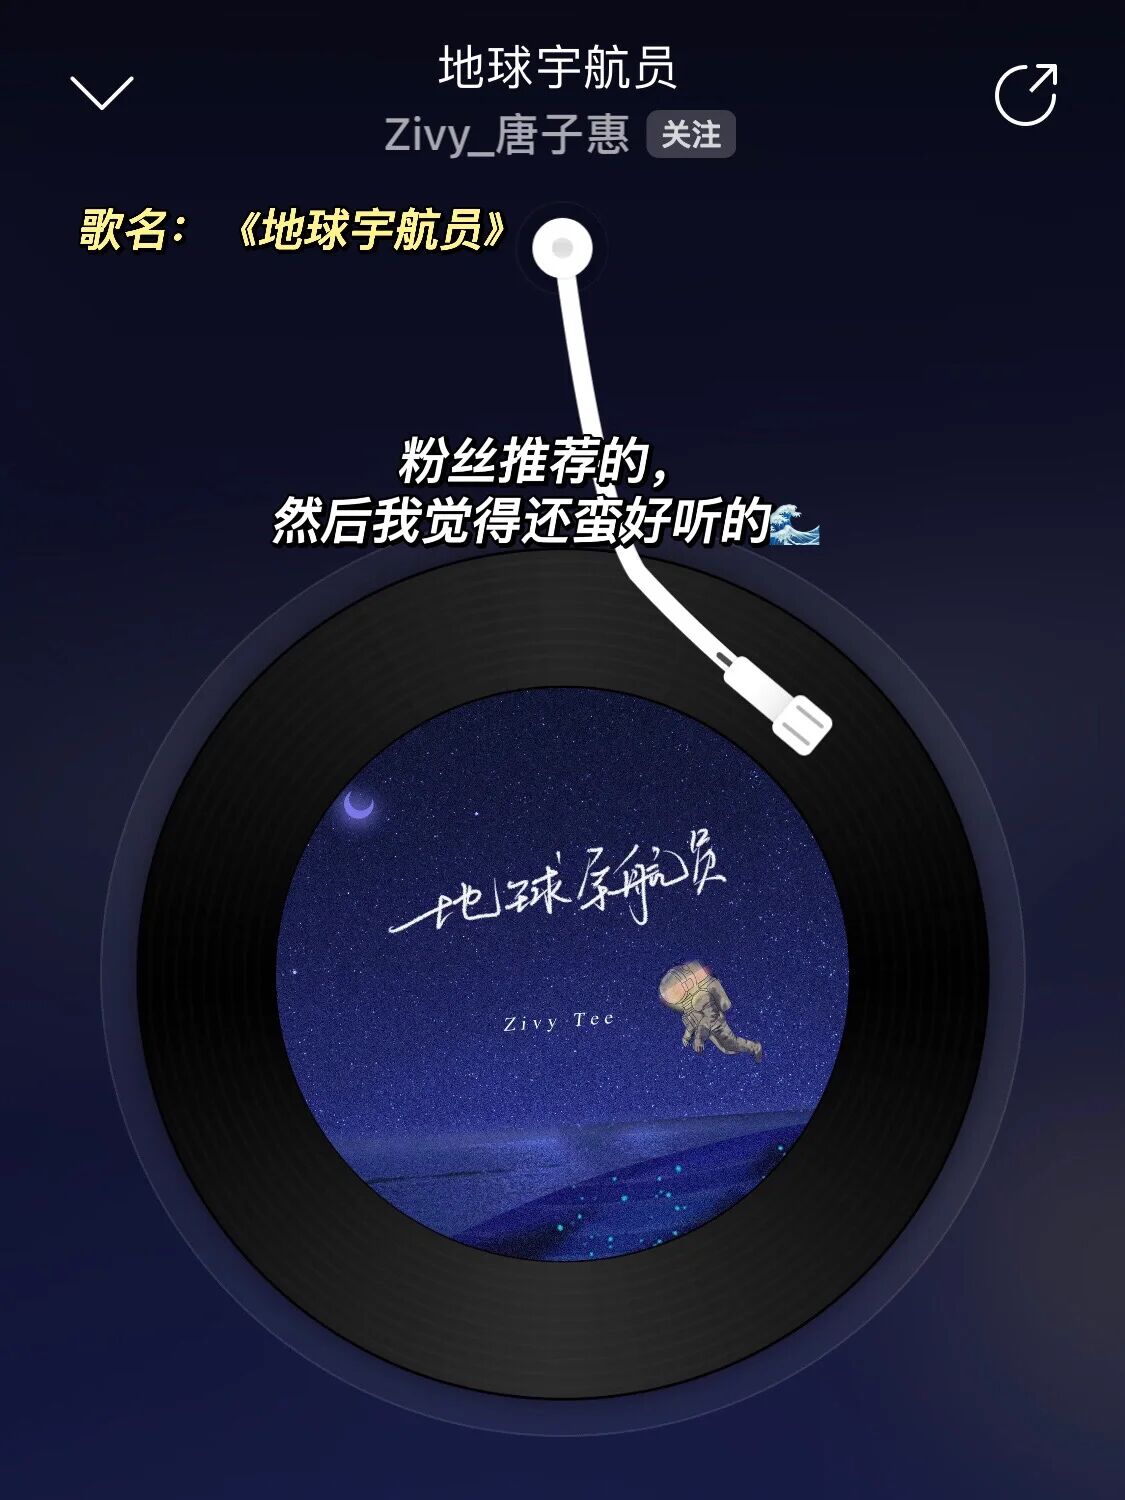 地球宇航员
Zivy_唐子惠 关注
歌名：《地球宇航员》
粉丝推荐的，
然后我觉得还蛮好听的🌊
地球宇航员
Zivy Tee